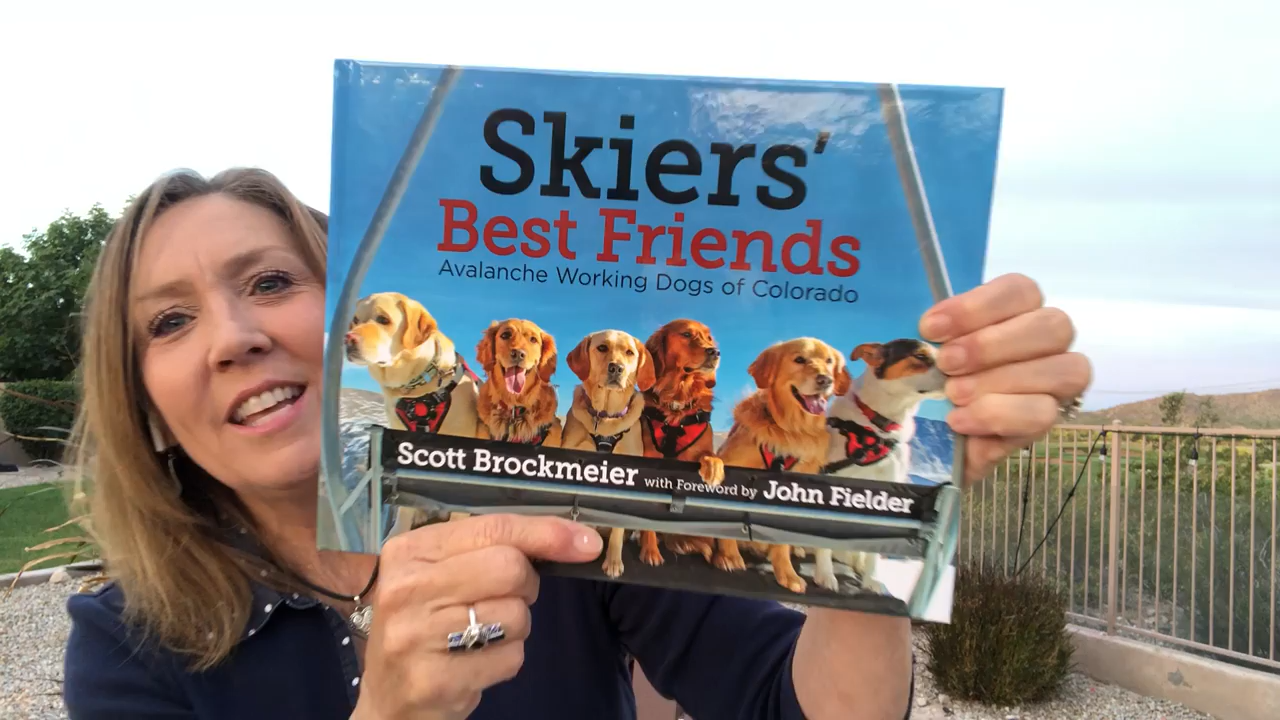 Skiers'
Best Friends
Avalanche Working Dogs of Colorado
Scott Brockmeier with Foreword by John Fielder